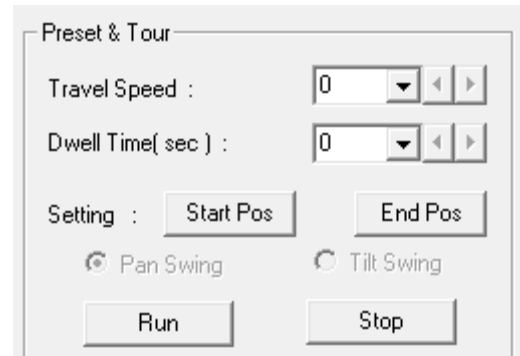 Preset & Tour
Travel Speed : 0
Dwell Time( sec ) : 0
Setting : Start Pos End Pos
Pan Swing Tilt Swing
Run Stop